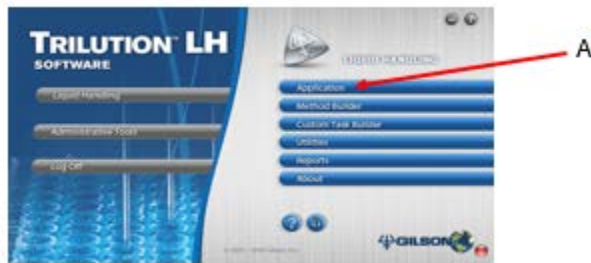 TRILUTION™ LH
SOFTWARE
Liquid Handling
Administrative Tools
Log Off
LIQUID HANDLING
Application
Method Builder
Custom Task Builder
Utilities
Reports
About
GILSON
A